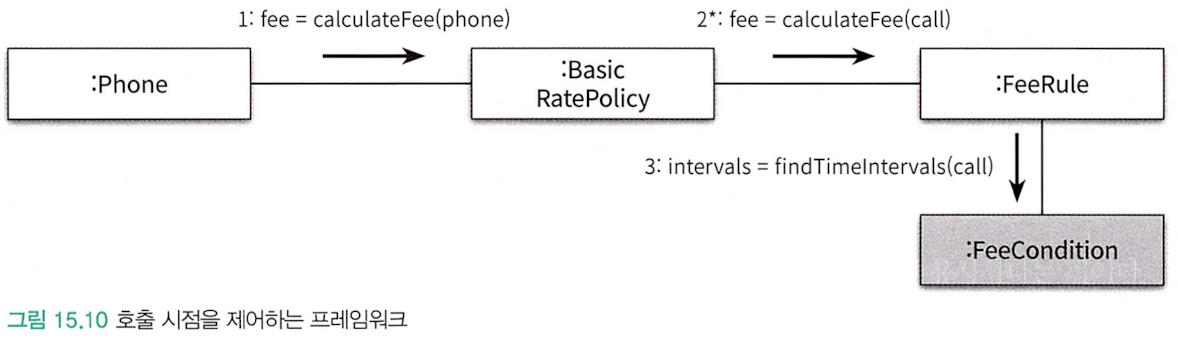 1: fee = calculateFee(phone)
2*: fee = calculateFee(call)
:Phone
:Basic
RatePolicy
:FeeRule
3: intervals = findTimeIntervals(call)
:FeeCondition
그림 15.10 호출 시점을 제어하는 프레임워크